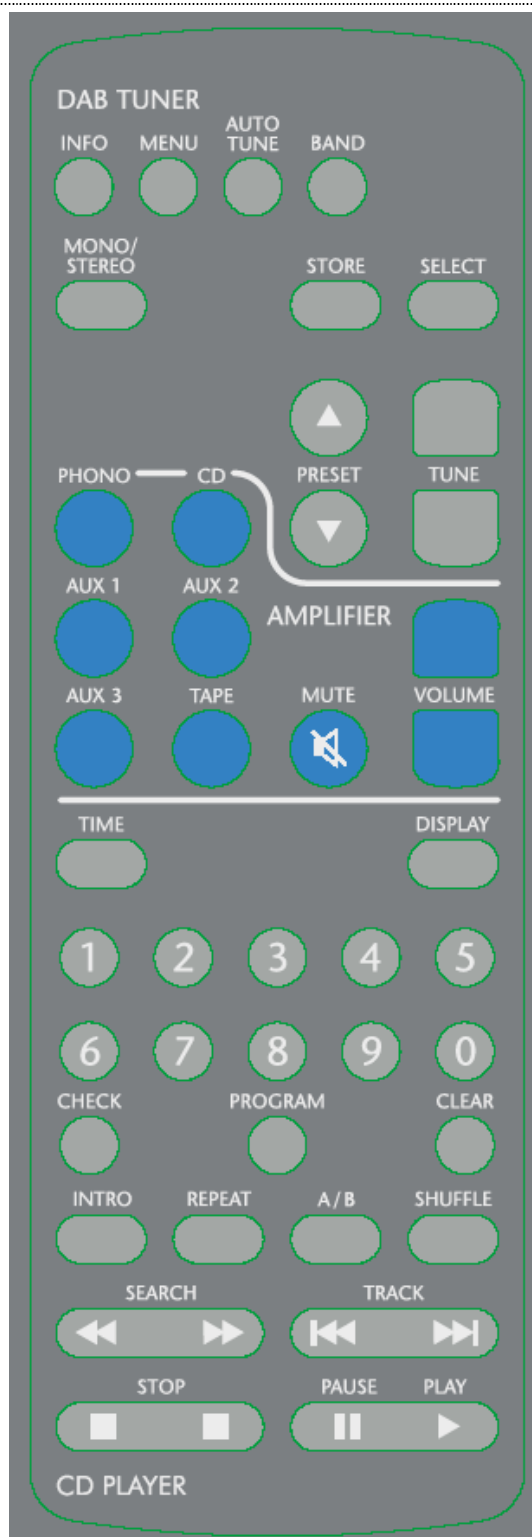 DAB TUNER
INFO MENU AUTO TUNE BAND
MONO/
STEREO
STORE SELECT
PHONO CD PRESET TUNE
AUX 1 AUX 2
AMPLIFIER
AUX 3 TAPE MUTE VOLUME
TIME DISPLAY
1 2 3 4 5
6 7 8 9 0
CHECK PROGRAM CLEAR
INTRO REPEAT A/B SHUFFLE
SEARCH TRACK
STOP PAUSE PLAY
CD PLAYER